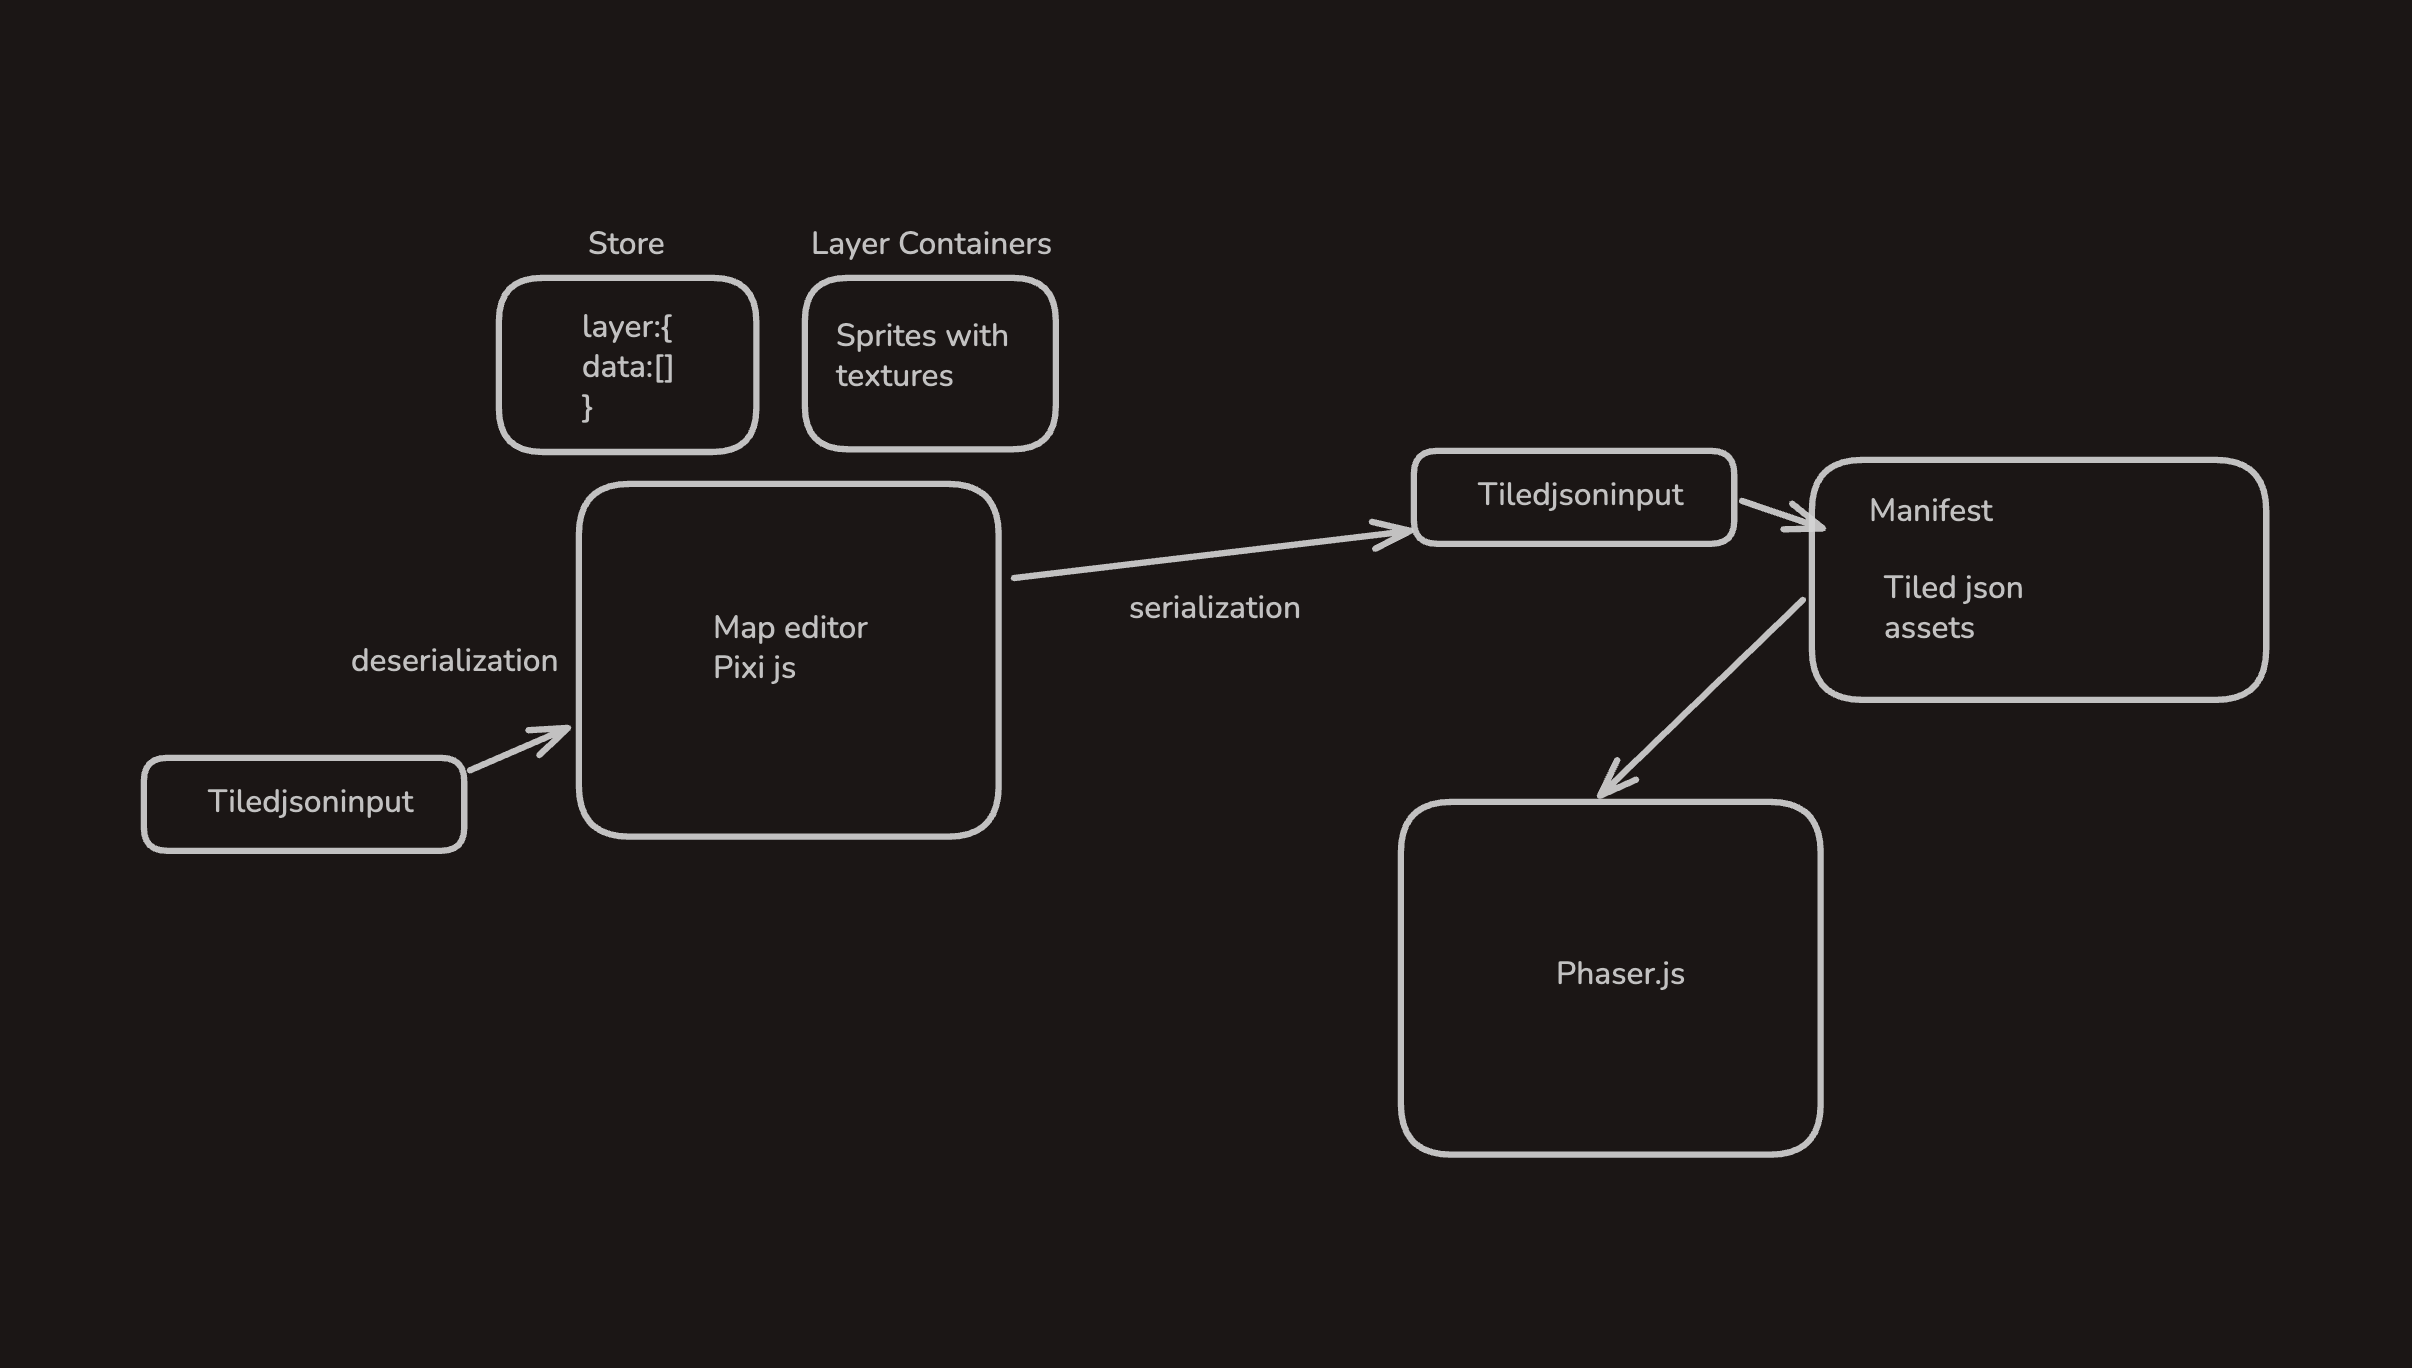 Store
layer:{
data:[]
}
Layer Containers
Sprites with
textures
Map editor
Pixi js
deserialization
Tiledjsoninput
serialization
Tiledjsoninput
Manifest
Tiled json
assets
Phaser.js